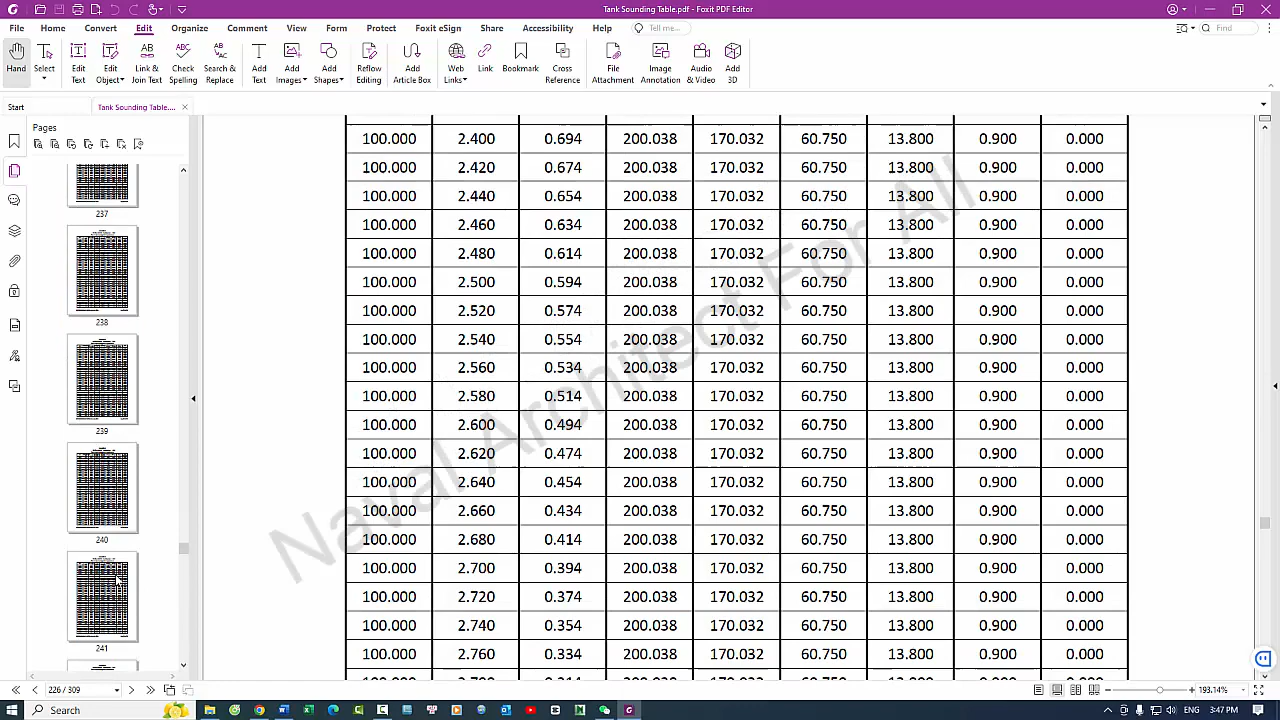 Tank Sounding Table.pdf - Foxit PDF Editor
File Home Convert Edit Organize Comment View Form Protect Foxit eSign Share Accessibility Help Tell me... Find
Hand Select Edit Text Edit Object Link & Join Text Check Spelling Search & Replace Add Text Add Images Add Shapes Reflow Editing Add Article Box Web Links Link Bookmark Cross Reference File Attachment Image Annotation Audio & Video Add 3D
Start Tank Sounding Table....
Pages
237
238
239
240
241
100.000 2.400 0.694 200.038 170.032 60.750 13.800 0.900 0.000
100.000 2.420 0.674 200.038 170.032 60.750 13.800 0.900 0.000
100.000 2.440 0.654 200.038 170.032 60.750 13.800 0.900 0.000
100.000 2.460 0.634 200.038 170.032 60.750 13.800 0.900 0.000
100.000 2.480 0.614 200.038 170.032 60.750 13.800 0.900 0.000
100.000 2.500 0.594 200.038 170.032 60.750 13.800 0.900 0.000
100.000 2.520 0.574 200.038 170.032 60.750 13.800 0.900 0.000
100.000 2.540 0.554 200.038 170.032 60.750 13.800 0.900 0.000
100.000 2.560 0.534 200.038 170.032 60.750 13.800 0.900 0.000
100.000 2.580 0.514 200.038 170.032 60.750 13.800 0.900 0.000
100.000 2.600 0.494 200.038 170.032 60.750 13.800 0.900 0.000
100.000 2.620 0.474 200.038 170.032 60.750 13.800 0.900 0.000
100.000 2.640 0.454 200.038 170.032 60.750 13.800 0.900 0.000
100.000 2.660 0.434 200.038 170.032 60.750 13.800 0.900 0.000
100.000 2.680 0.414 200.038 170.032 60.750 13.800 0.900 0.000
100.000 2.700 0.394 200.038 170.032 60.750 13.800 0.900 0.000
100.000 2.720 0.374 200.038 170.032 60.750 13.800 0.900 0.000
100.000 2.740 0.354 200.038 170.032 60.750 13.800 0.900 0.000
100.000 2.760 0.334 200.038 170.032 60.750 13.800 0.900 0.000
Naval Architect For All
226 / 309
193.14%
Search
ENG 3:47 PM